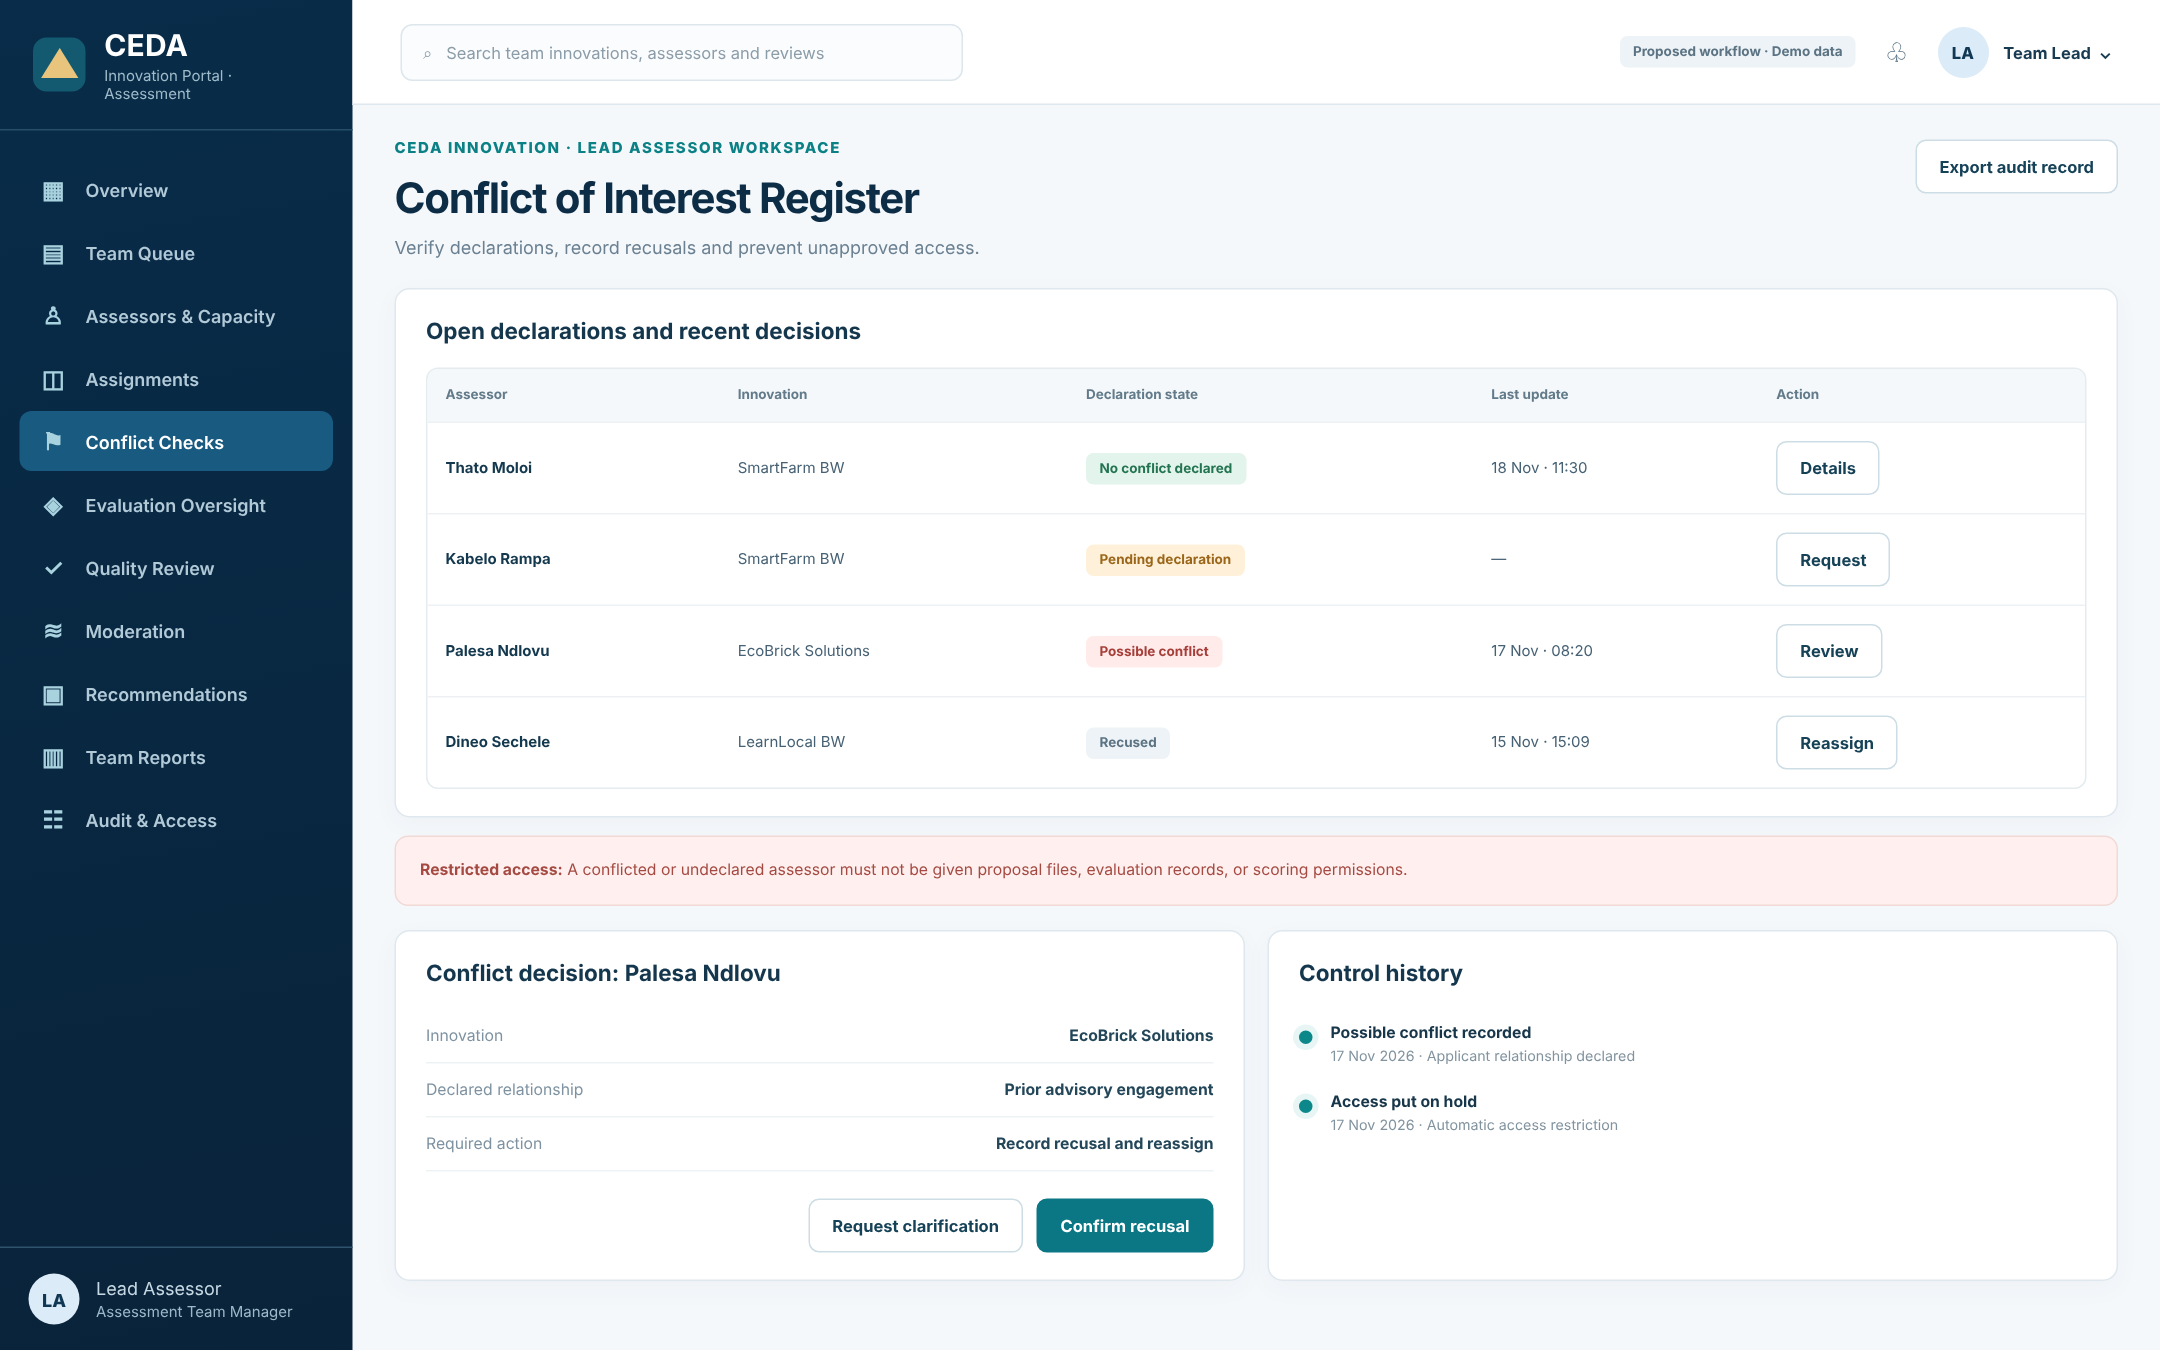 CEDA
Innovation Portal ·
Assessment
Overview
Team Queue
Assessors & Capacity
Assignments
Conflict Checks
Evaluation Oversight
Quality Review
Moderation
Recommendations
Team Reports
Audit & Access
LA
Lead Assessor
Assessment Team Manager
Search team innovations, assessors and reviews
Proposed workflow · Demo data
LA
Team Lead
CEDA INNOVATION · LEAD ASSESSOR WORKSPACE
Conflict of Interest Register
Verify declarations, record recusals and prevent unapproved access.
Export audit record
Open declarations and recent decisions
Assessor Innovation Declaration state Last update Action
Thato Moloi SmartFarm BW No conflict declared 18 Nov · 11:30 Details
Kabelo Rampa SmartFarm BW Pending declaration — Request
Palesa Ndlovu EcoBrick Solutions Possible conflict 17 Nov · 08:20 Review
Dineo Sechele LearnLocal BW Recused 15 Nov · 15:09 Reassign
Restricted access: A conflicted or undeclared assessor must not be given proposal files, evaluation records, or scoring permissions.
Conflict decision: Palesa Ndlovu
Innovation EcoBrick Solutions
Declared relationship Prior advisory engagement
Required action Record recusal and reassign
Request clarification Confirm recusal
Control history
Possible conflict recorded
17 Nov 2026 · Applicant relationship declared
Access put on hold
17 Nov 2026 · Automatic access restriction